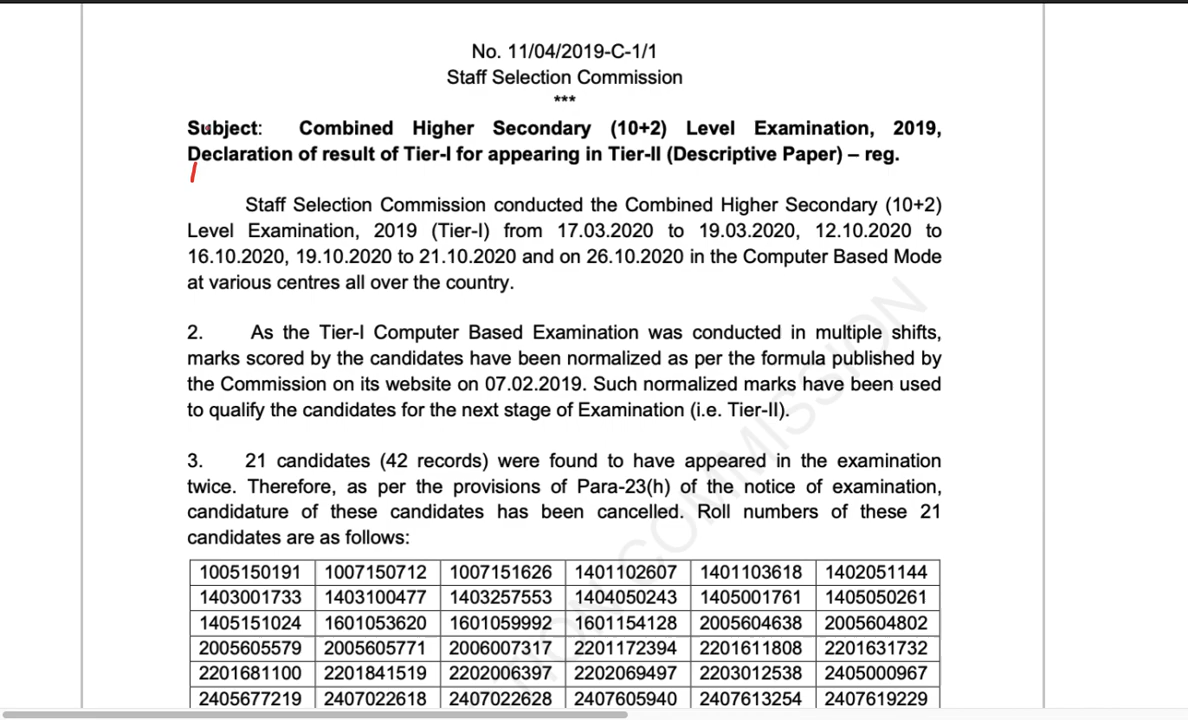 No. 11/04/2019-C-1/1
Staff Selection Commission
***
Subject: Combined Higher Secondary (10+2) Level Examination, 2019,
Declaration of result of Tier-I for appearing in Tier-II (Descriptive Paper) – reg.
Staff Selection Commission conducted the Combined Higher Secondary (10+2)
Level Examination, 2019 (Tier-I) from 17.03.2020 to 19.03.2020, 12.10.2020 to
16.10.2020, 19.10.2020 to 21.10.2020 and on 26.10.2020 in the Computer Based Mode
at various centres all over the country.
2. As the Tier-I Computer Based Examination was conducted in multiple shifts,
marks scored by the candidates have been normalized as per the formula published by
the Commission on its website on 07.02.2019. Such normalized marks have been used
to qualify the candidates for the next stage of Examination (i.e. Tier-II).
3. 21 candidates (42 records) were found to have appeared in the examination
twice. Therefore, as per the provisions of Para-23(h) of the notice of examination,
candidature of these candidates has been cancelled. Roll numbers of these 21
candidates are as follows:
1005150191 1007150712 1007151626 1401102607 1401103618 1402051144
1403001733 1403100477 1403257553 1404050243 1405001761 1405050261
1405151024 1601053620 1601059992 1601154128 2005604638 2005604802
2005605579 2005605771 2006007317 2201172394 2201611808 2201631732
2201681100 2201841519 2202006397 2202069497 2203012538 2405000967
2405677219 2407022618 2407022628 2407605940 2407613254 2407619229
ION COMMISSION